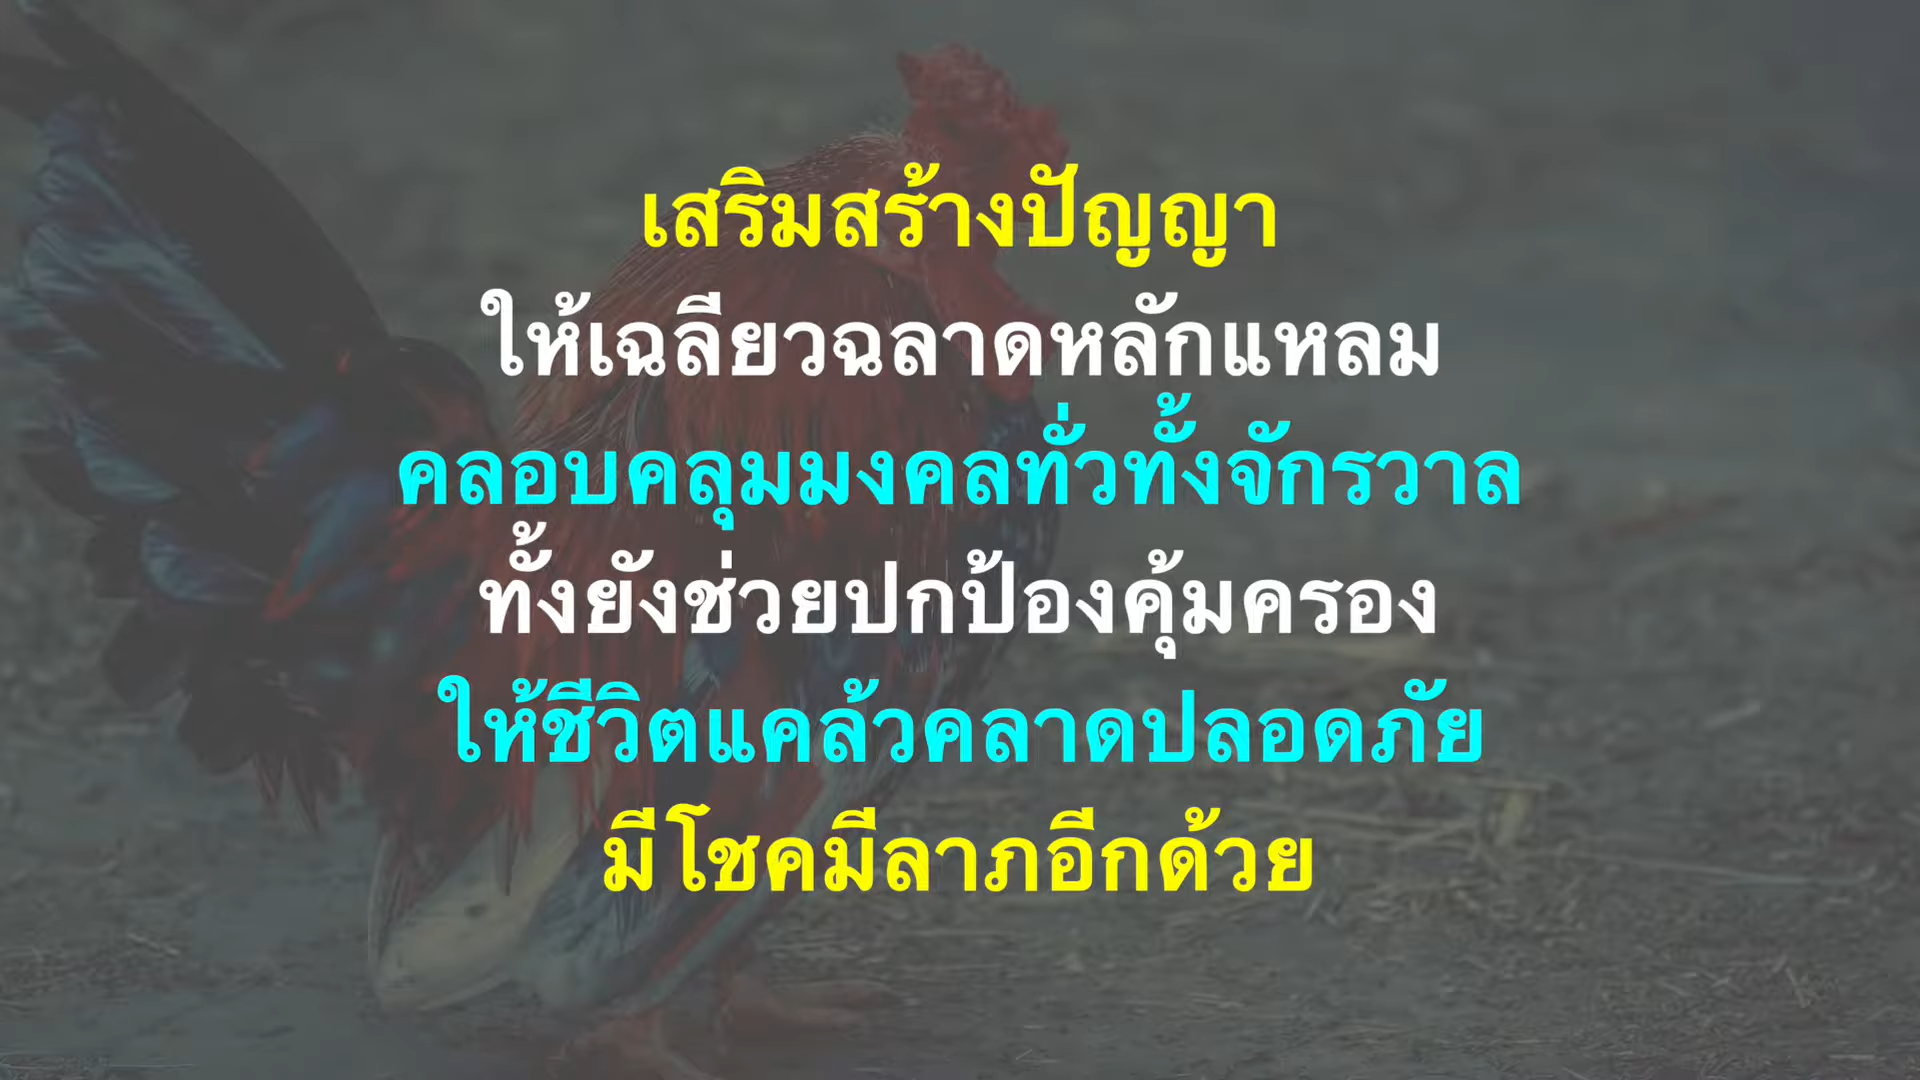 เสริมสร้างปัญญา
ให้เฉลียวฉลาดหลักแหลม
คลอบคลุมมงคลทั่วทั้งจักรวาล
ทั้งยังช่วยปกป้องคุ้มครอง
ให้ชีวิตแคล้วคลาดปลอดภัย
มีโชคมีลาภอีกด้วย